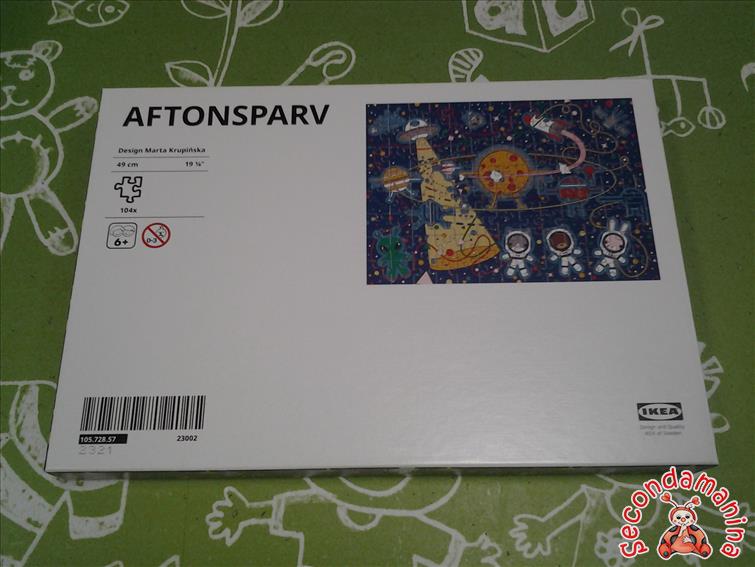 AFTONSPARV
Design Marta Krupińska
49 cm 19 ¼"
104x
6+
0-3
105.728.57 23002
2321
IKEA
Design and Quality
IKEA of Sweden
secondamanina